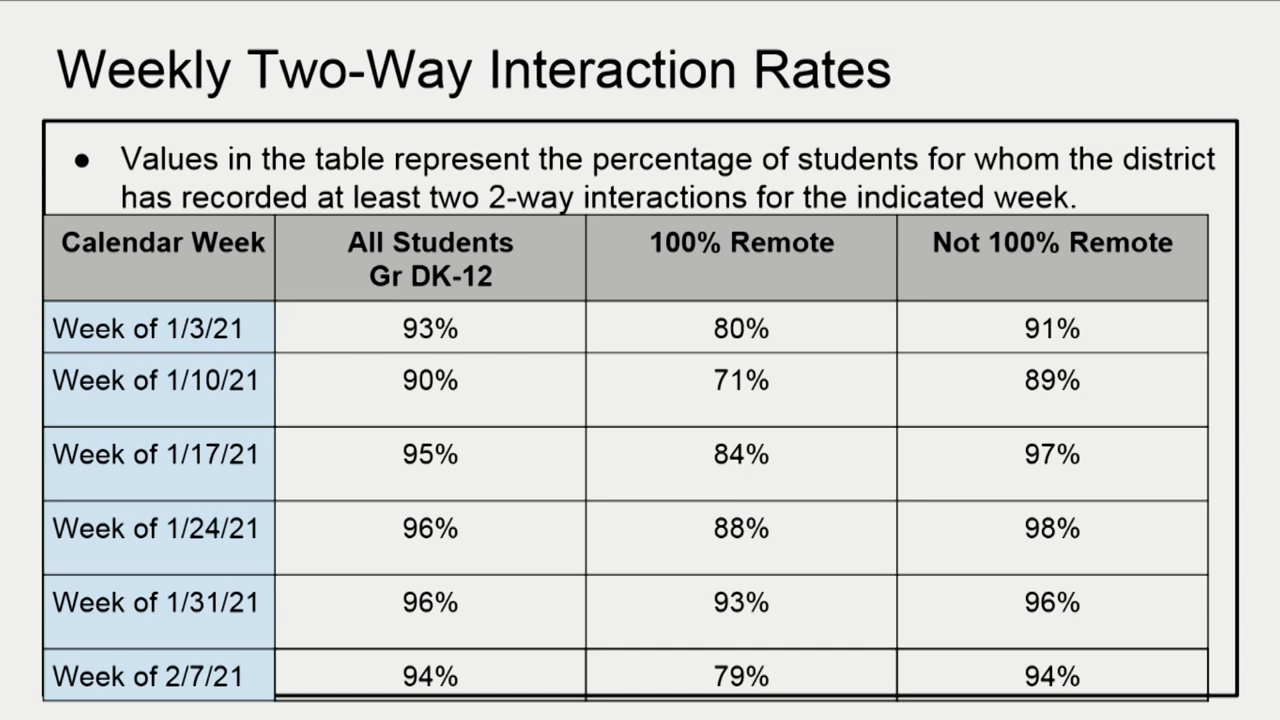 Weekly Two-Way Interaction Rates
● Values in the table represent the percentage of students for whom the district
has recorded at least two 2-way interactions for the indicated week.
Calendar Week All Students Gr DK-12 100% Remote Not 100% Remote
Week of 1/3/21 93% 80% 91%
Week of 1/10/21 90% 71% 89%
Week of 1/17/21 95% 84% 97%
Week of 1/24/21 96% 88% 98%
Week of 1/31/21 96% 93% 96%
Week of 2/7/21 94% 79% 94%